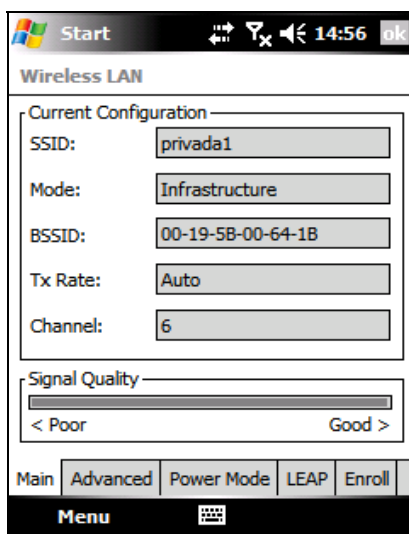 Start 14:56 ok
Wireless LAN
Current Configuration
SSID: privada1
Mode: Infrastructure
BSSID: 00-19-5B-00-64-1B
Tx Rate: Auto
Channel: 6
Signal Quality
< Poor Good >
Main Advanced Power Mode LEAP Enroll
Menu